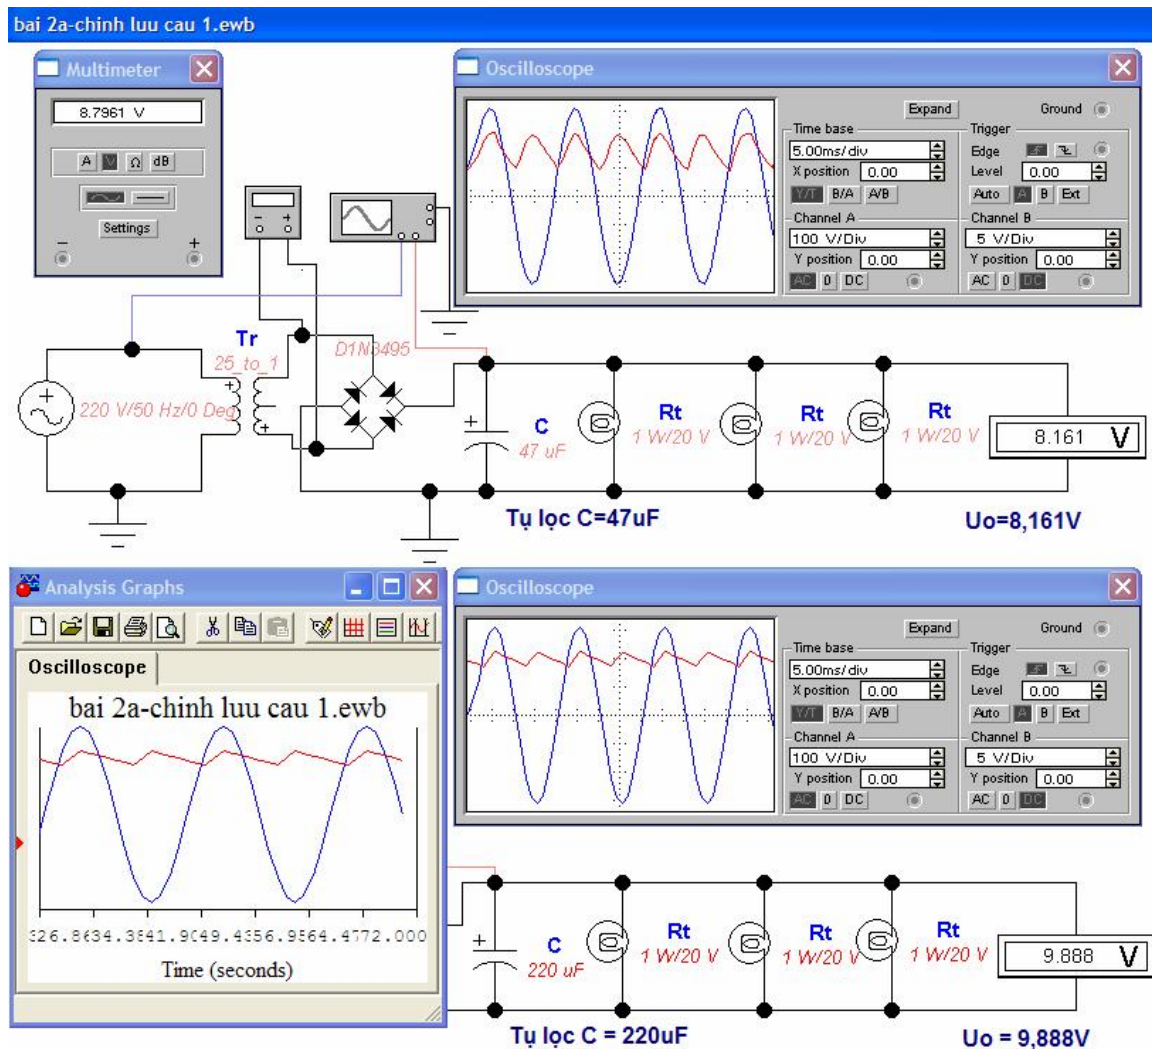 bai 2a-chinh luu cau 1.ewb
Multimeter
8.7961 V
A V Ω dB
Settings
− +
Oscilloscope
Expand Ground
Time base Trigger
5.00ms/div Edge
X position 0.00 Level 0.00
Y/T B/A A/B Auto A B Ext
Channel A Channel B
100 V/Div 5 V/Div
Y position 0.00 Y position 0.00
AC 0 DC AC 0 DC
Tr
25_to_1
D1N3495
220 V/50 Hz/0 Deg
C
47 uF
Rt
1 W/20 V
Rt
1 W/20 V
Rt
1 W/20 V
8.161 V
Tụ lọc C=47uF
Uo=8,161V
Analysis Graphs
Oscilloscope
bai 2a-chinh luu cau 1.ewb
Time (seconds)
Oscilloscope
Expand Ground
Time base Trigger
5.00ms/div Edge
X position 0.00 Level 0.00
Y/T B/A A/B Auto A B Ext
Channel A Channel B
100 V/Div 5 V/Div
Y position 0.00 Y position 0.00
AC 0 DC AC 0 DC
C
220 uF
Rt
1 W/20 V
Rt
1 W/20 V
Rt
1 W/20 V
9.888 V
Tụ lọc C = 220uF
Uo = 9,888V